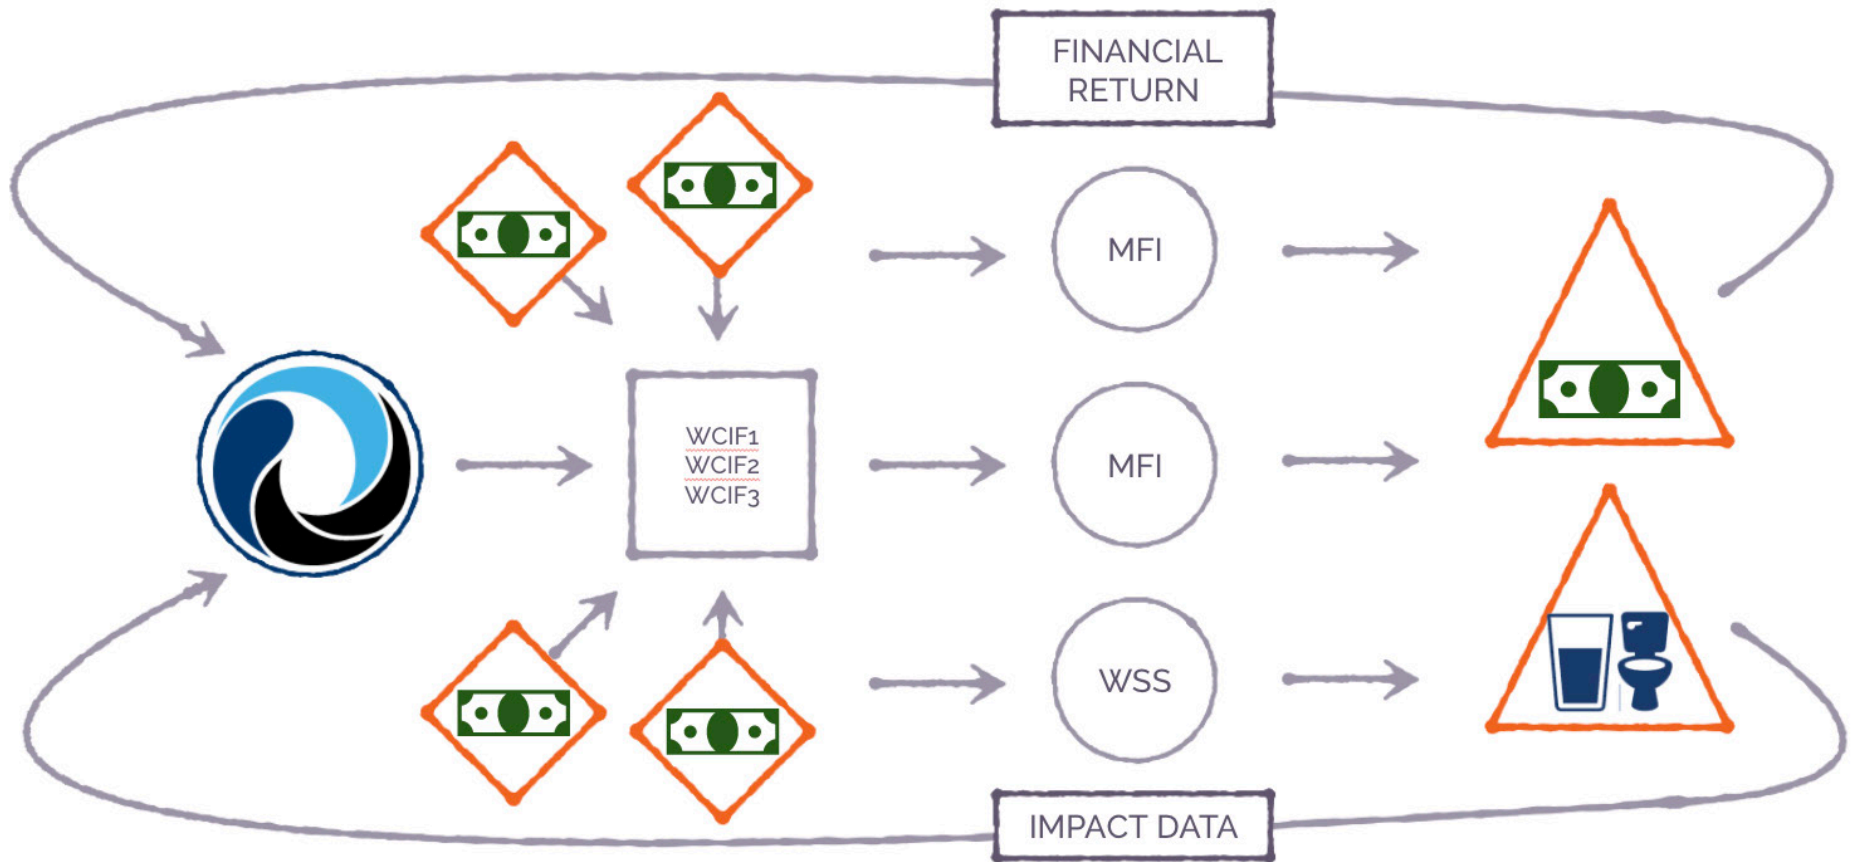 FINANCIAL
RETURN
MFI
WCIF1
WCIF2
WCIF3
MFI
WSS
IMPACT DATA